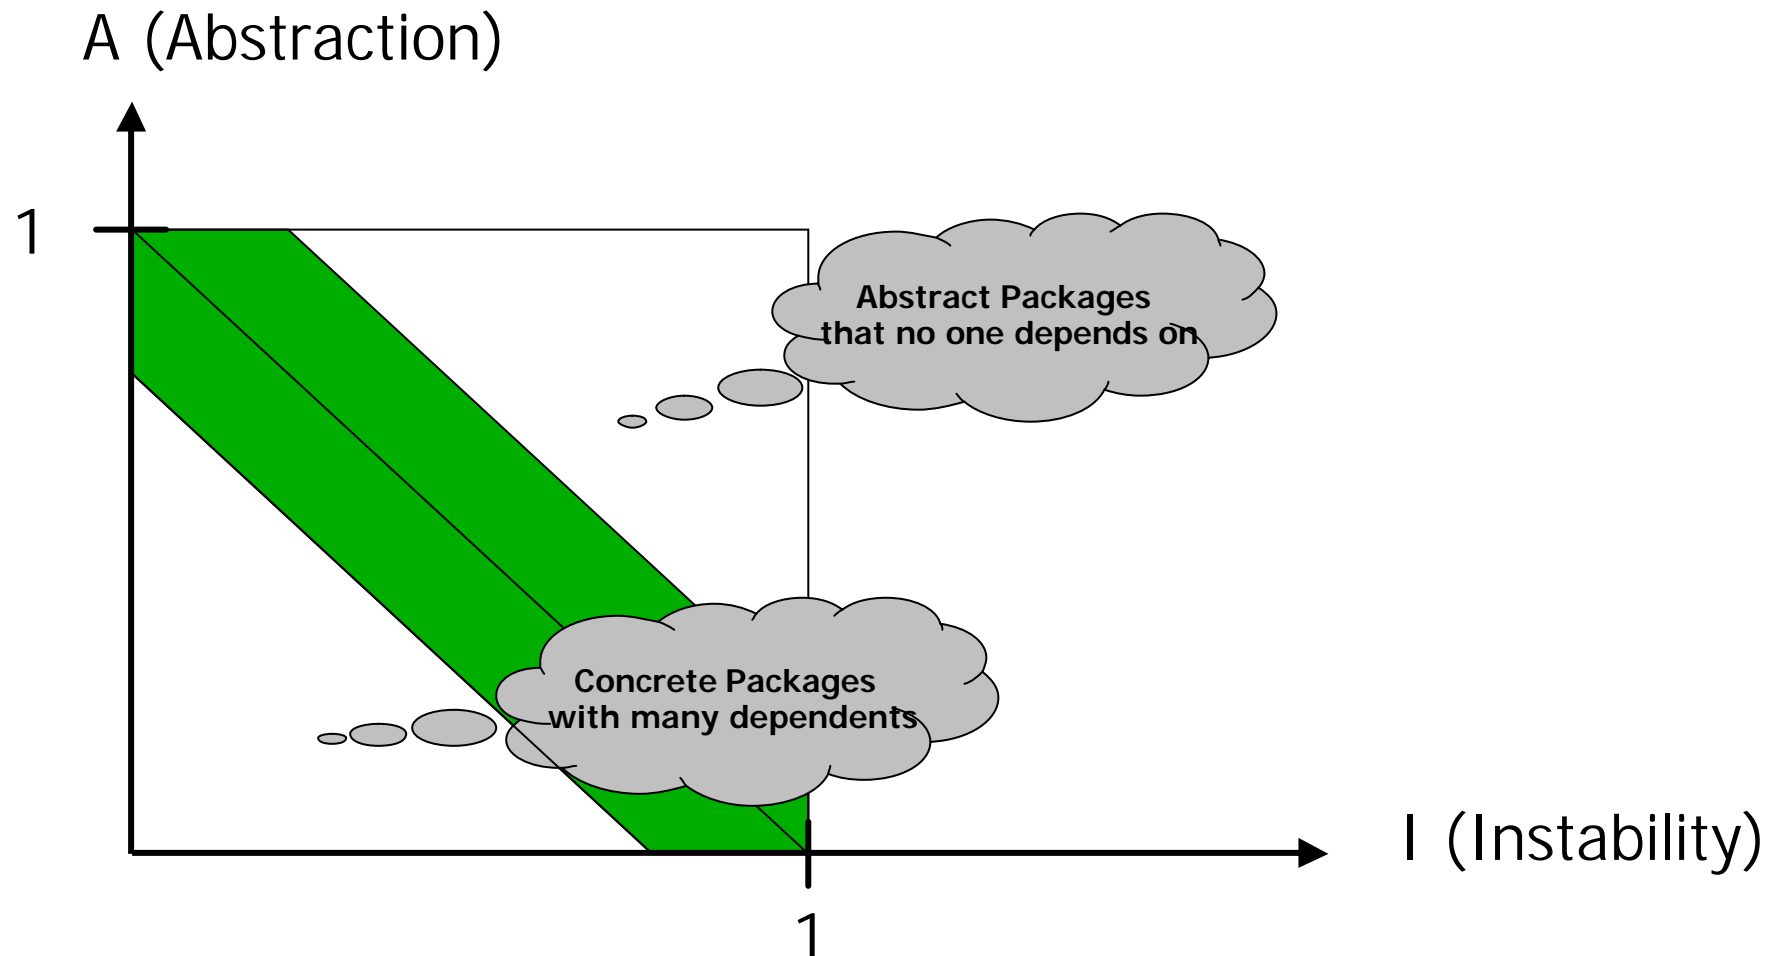 A (Abstraction)
1
Abstract Packages
that no one depends on
Concrete Packages
with many dependents
I (Instability)
1